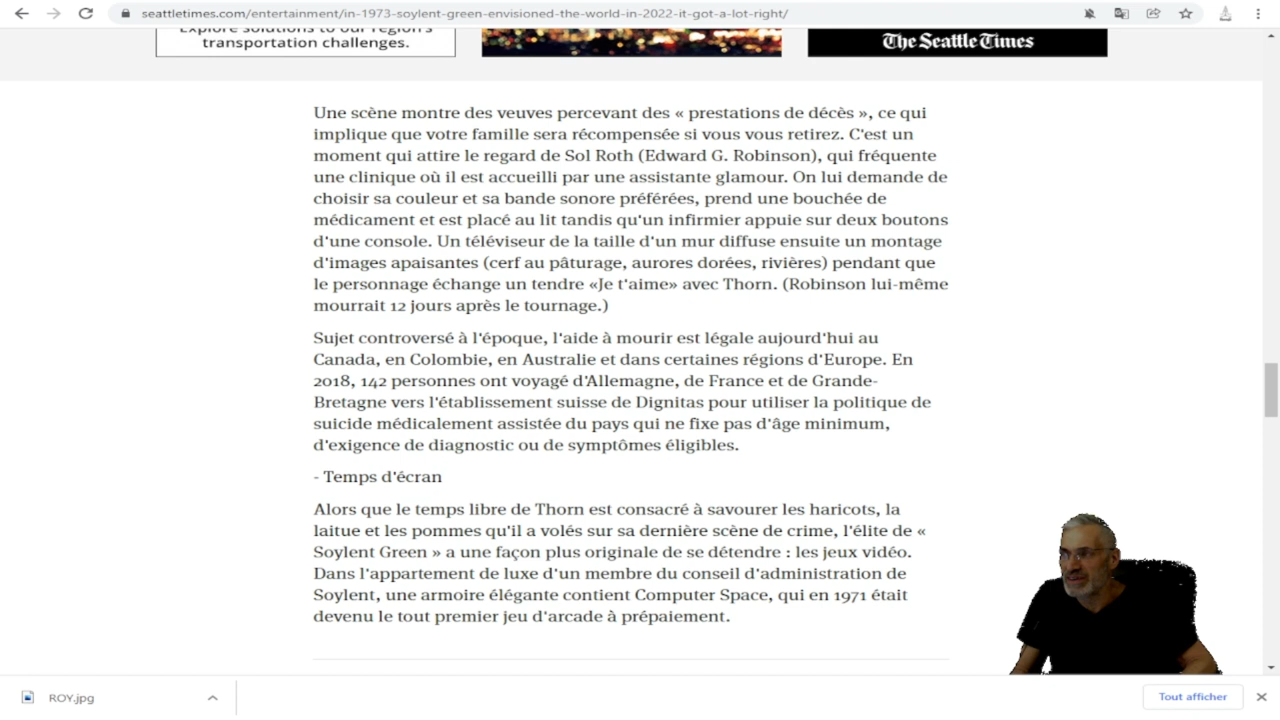 seattletimes.com/entertainment/in-1973-soylent-green-envisioned-the-world-in-2022-it-got-a-lot-right/
Explore solutions to our region's
transportation challenges.
The Seattle Times
Une scène montre des veuves percevant des « prestations de décès », ce qui
implique que votre famille sera récompensée si vous vous retirez. C'est un
moment qui attire le regard de Sol Roth (Edward G. Robinson), qui fréquente
une clinique où il est accueilli par une assistante glamour. On lui demande de
choisir sa couleur et sa bande sonore préférées, prend une bouchée de
médicament et est placé au lit tandis qu'un infirmier appuie sur deux boutons
d'une console. Un téléviseur de la taille d'un mur diffuse ensuite un montage
d'images apaisantes (cerf au pâturage, aurores dorées, rivières) pendant que
le personnage échange un tendre «Je t'aime» avec Thorn. (Robinson lui-même
mourrait 12 jours après le tournage.)
Sujet controversé à l'époque, l'aide à mourir est légale aujourd'hui au
Canada, en Colombie, en Australie et dans certaines régions d'Europe. En
2018, 142 personnes ont voyagé d'Allemagne, de France et de Grande-
Bretagne vers l'établissement suisse de Dignitas pour utiliser la politique de
suicide médicalement assistée du pays qui ne fixe pas d'âge minimum,
d'exigence de diagnostic ou de symptômes éligibles.
- Temps d'écran
Alors que le temps libre de Thorn est consacré à savourer les haricots, la
laitue et les pommes qu'il a volés sur sa dernière scène de crime, l'élite de «
Soylent Green » a une façon plus originale de se détendre : les jeux vidéo.
Dans l'appartement de luxe d'un membre du conseil d'administration de
Soylent, une armoire élégante contient Computer Space, qui en 1971 était
devenu le tout premier jeu d'arcade à prépaiement.
ROY.jpg
Tout afficher